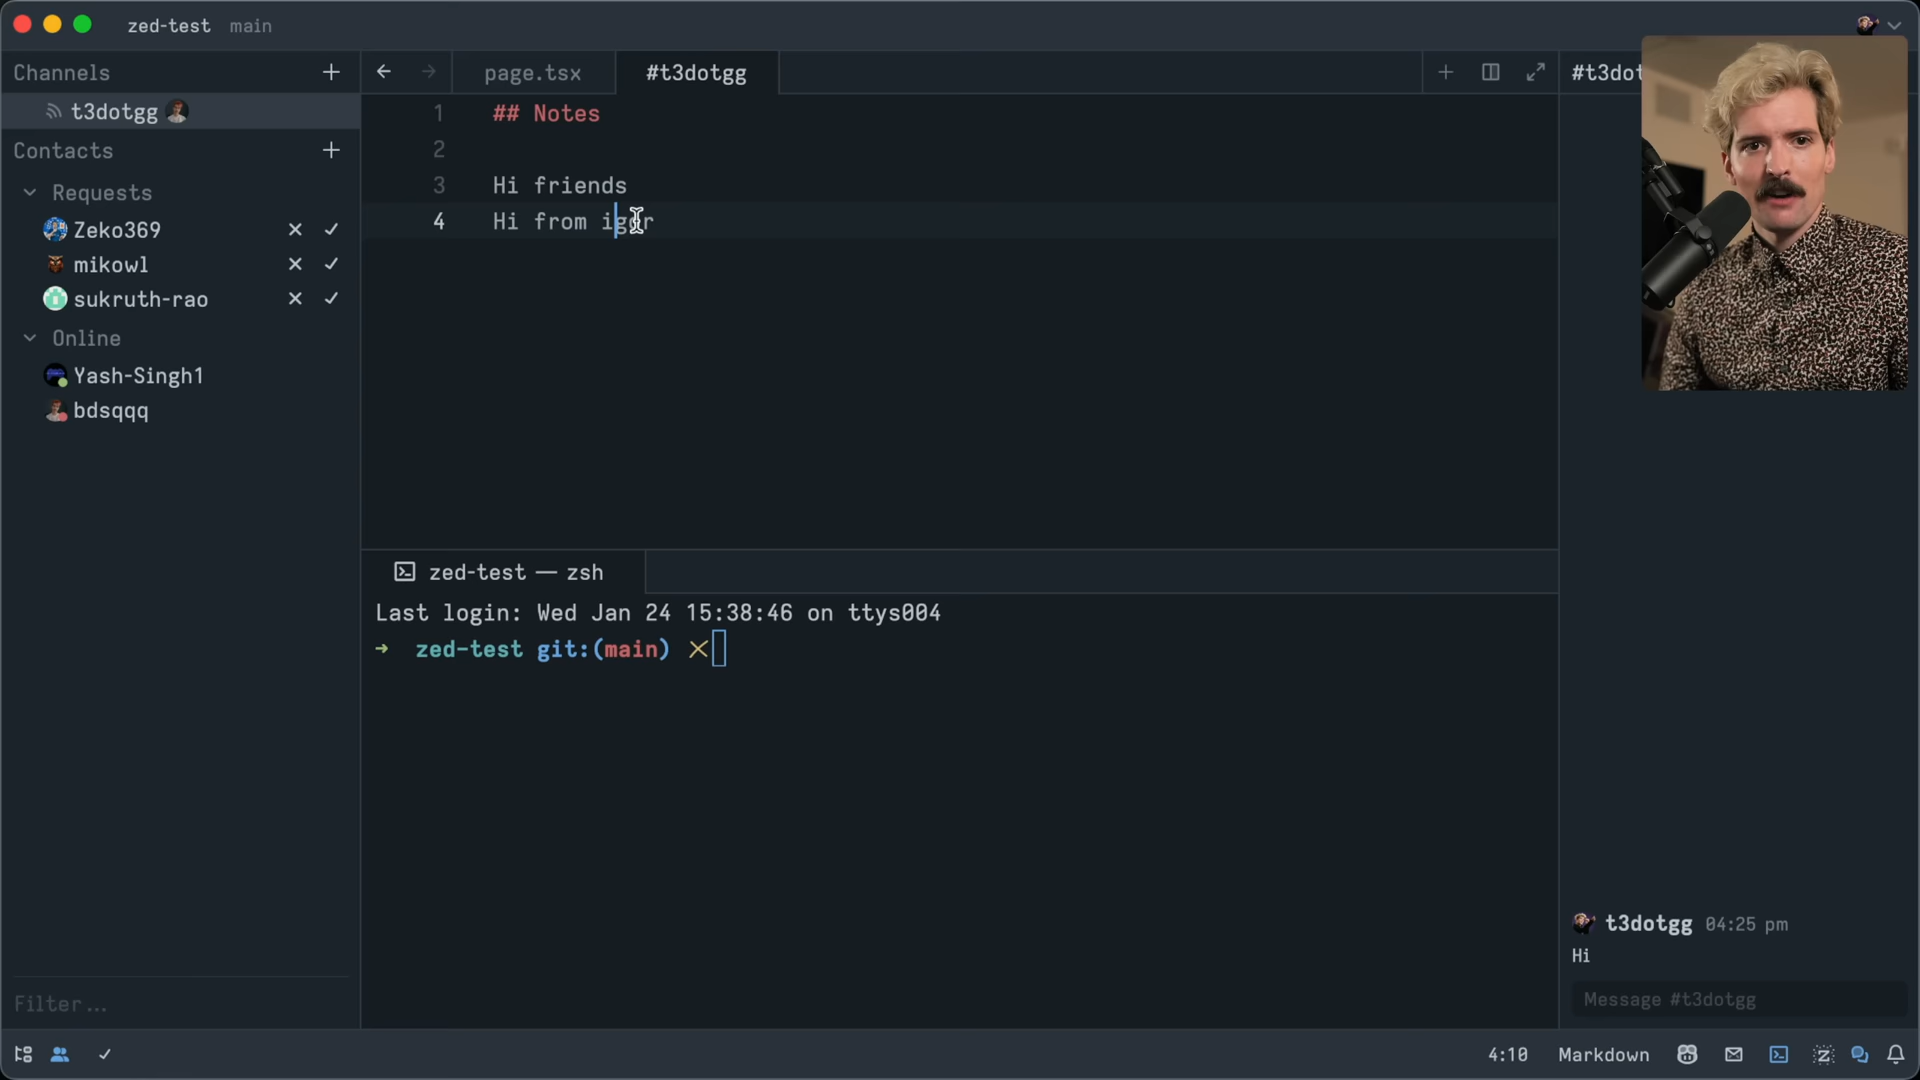 zed-test main
Channels
t3dotgg
Contacts
Requests
Zeko369
mikowl
sukruth-rao
Online
Yash-Singh1
bdsqqq
Filter...
page.tsx
#t3dotgg
1 ## Notes
2
3 Hi friends
4 Hi from igor
zed-test — zsh
Last login: Wed Jan 24 15:38:46 on ttys004
→ zed-test git:(main) ✕
#t3dot
t3dotgg 04:25 pm
Hi
Message #t3dotgg
4:10 Markdown